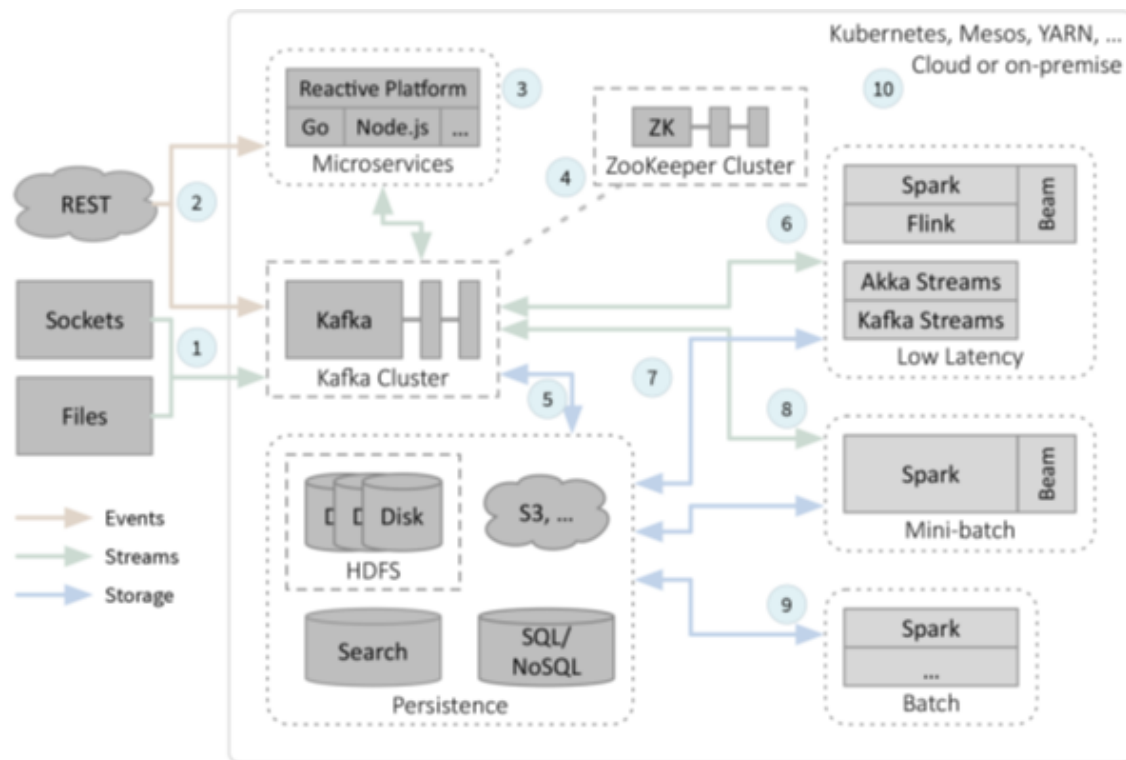 Kubernetes, Mesos, YARN, ...
Cloud or on-premise
10
Reactive Platform
Go
Node.js
...
Microservices
3
ZK
ZooKeeper Cluster
4
REST
2
Sockets
Files
1
Kafka
Kafka Cluster
5
6
Spark
Flink
Beam
Akka Streams
Kafka Streams
Low Latency
7
8
Spark
Beam
Mini-batch
D
D
Disk
HDFS
S3, ...
Search
SQL/
NoSQL
Persistence
9
Spark
...
Batch
Events
Streams
Storage